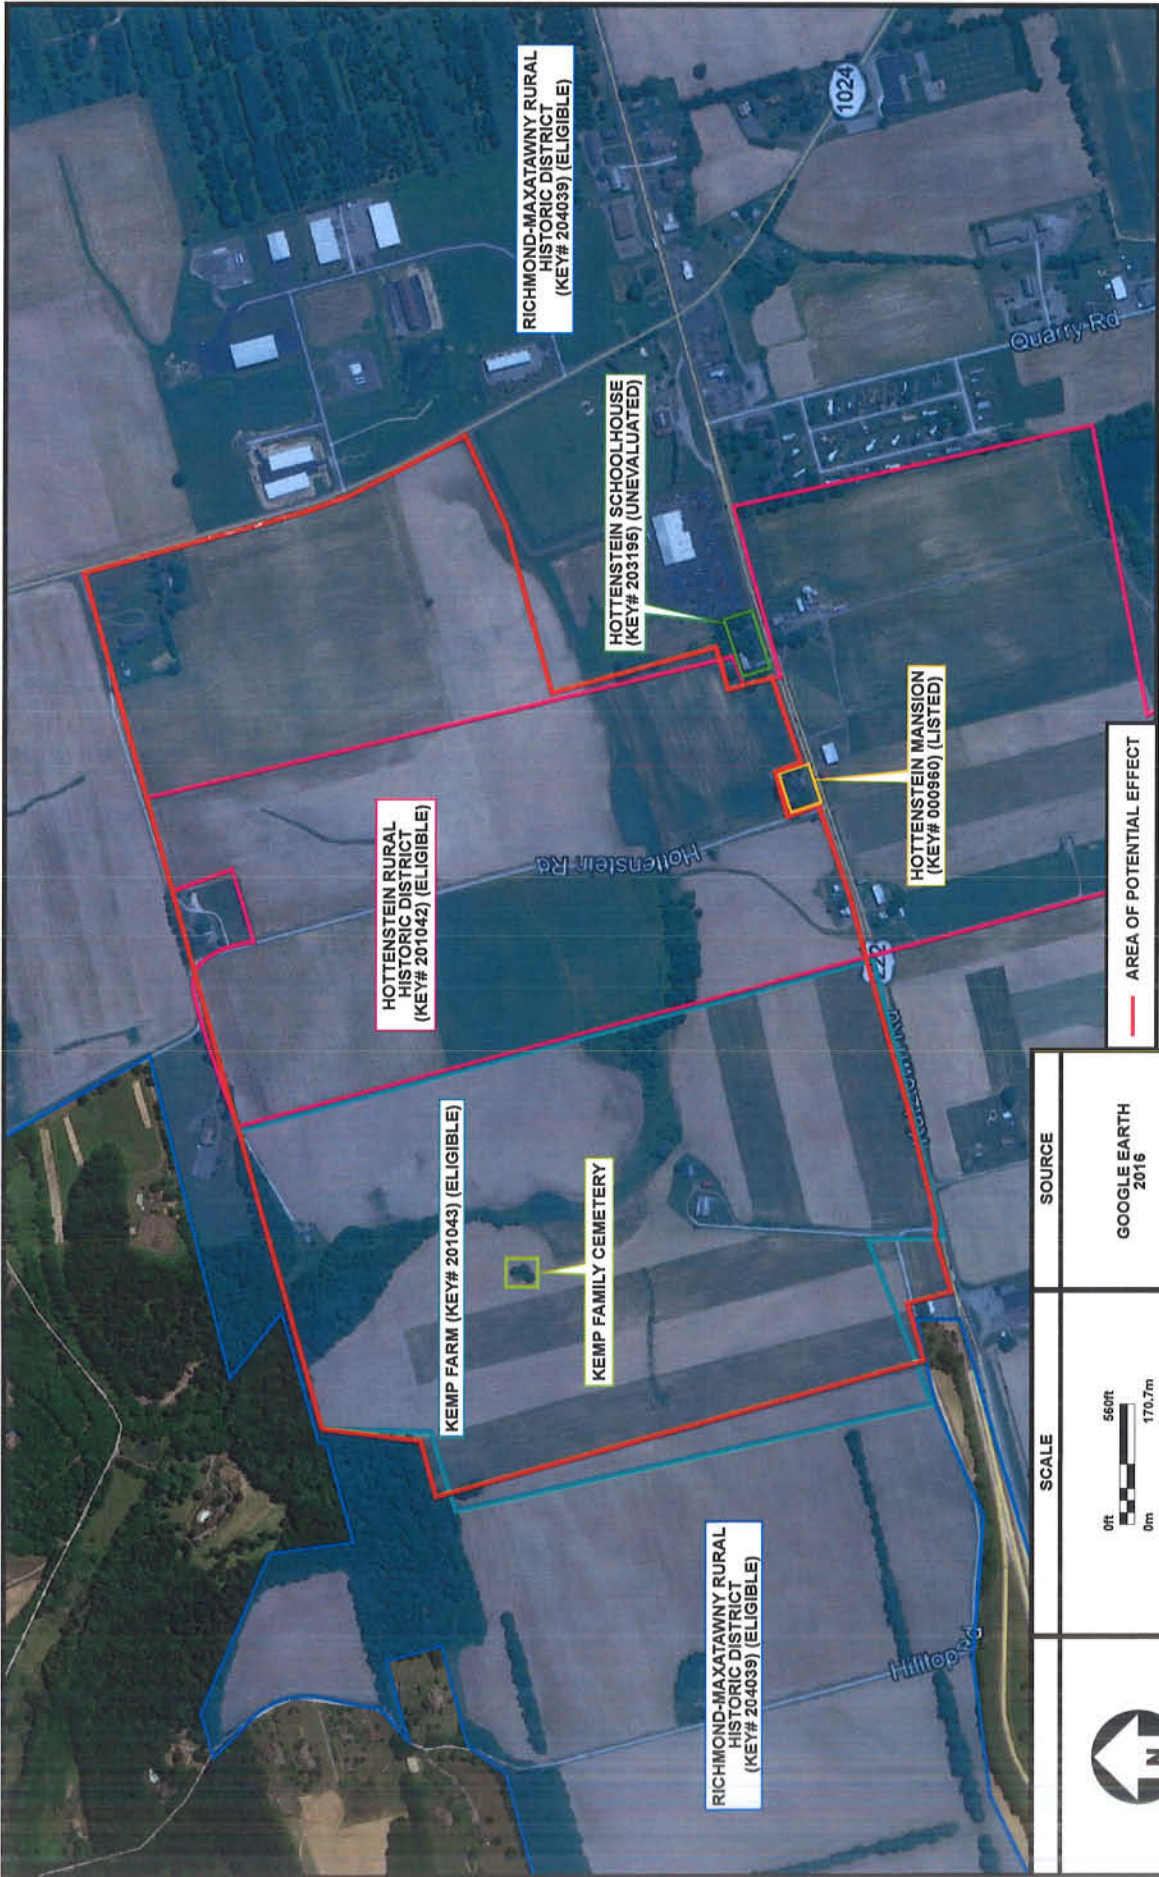 RICHMOND-MAXATAWNY RURAL
HISTORIC DISTRICT
(KEY# 204039) (ELIGIBLE)
KEMP FARM (KEY# 201043) (ELIGIBLE)
KEMP FAMILY CEMETERY
HOTTENSTEIN RURAL
HISTORIC DISTRICT
(KEY# 201042) (ELIGIBLE)
HOTTENSTEIN SCHOOLHOUSE
(KEY# 203195) (UNEVALUATED)
RICHMOND-MAXATAWNY RURAL
HISTORIC DISTRICT
(KEY# 204039) (ELIGIBLE)
HOTTENSTEIN MANSION
(KEY# 000960) (LISTED)
Hilltop Rd
Hottenstein Rd
222
Quarry Rd
1024
N
SCALE
0ft 560ft
0m 170.7m
SOURCE
GOOGLE EARTH
2016
AREA OF POTENTIAL EFFECT